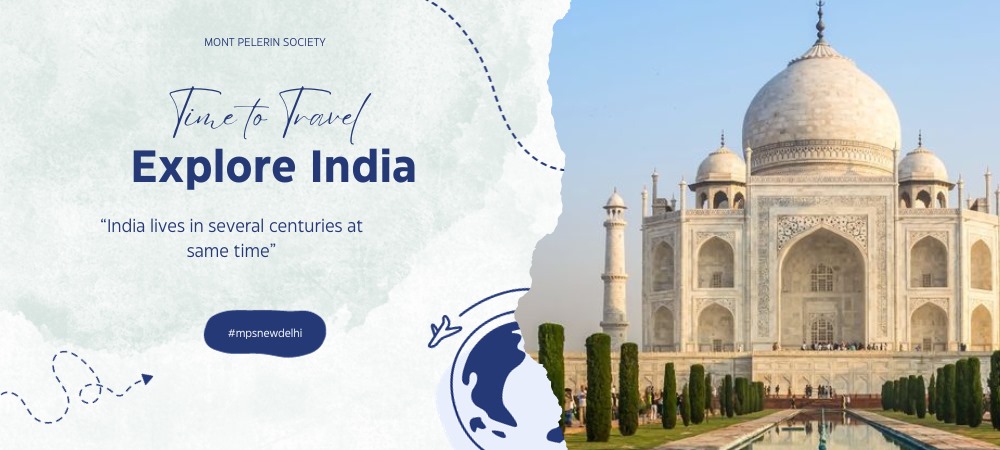 MONT PELERIN SOCIETY
Time to Travel
Explore India
“India lives in several centuries at
same time”
#mpsnewdelhi